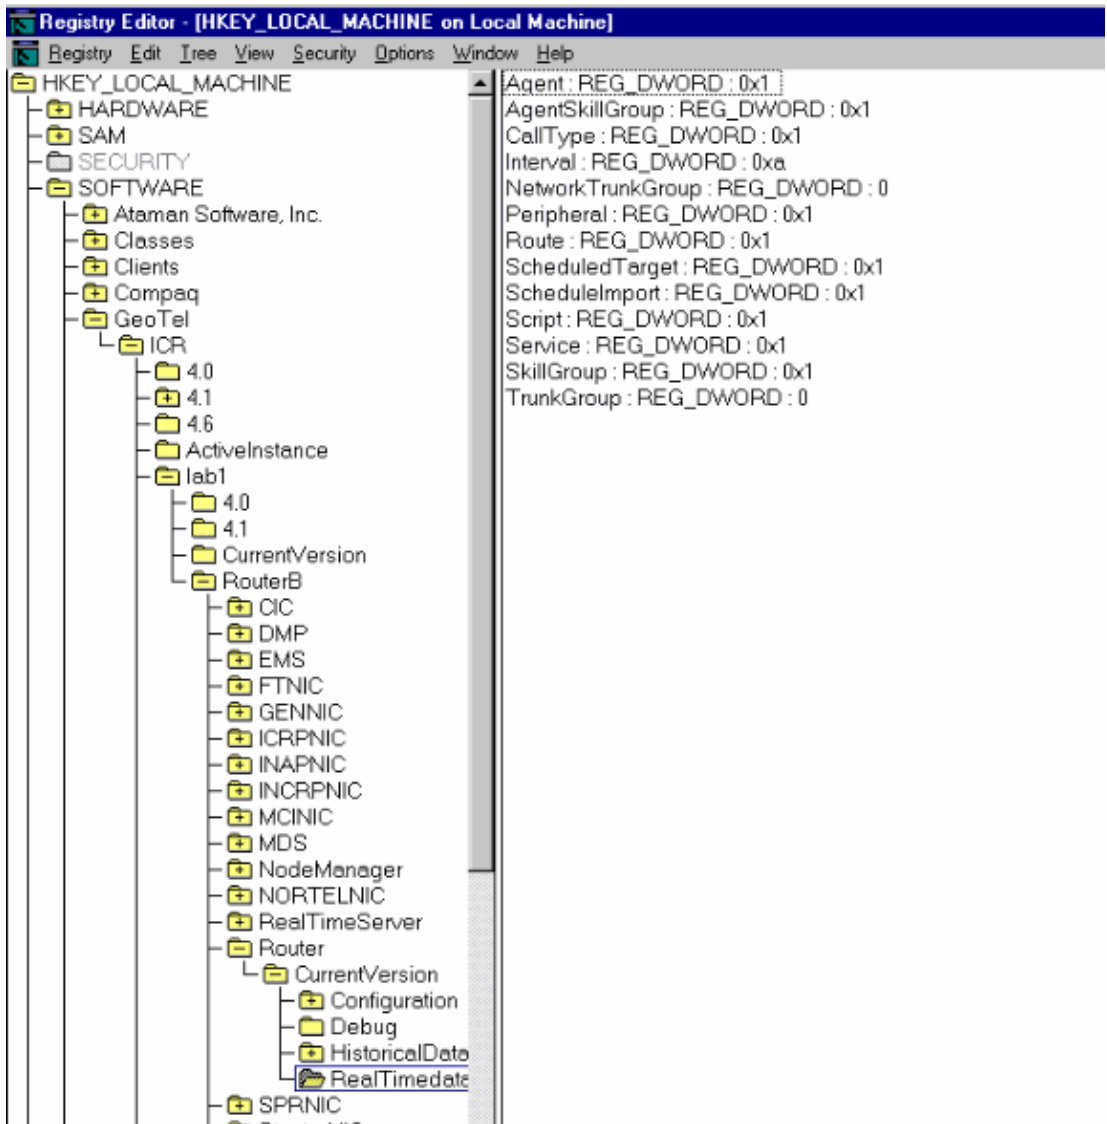 Registry Editor - [HKEY_LOCAL_MACHINE on Local Machine]
Registry Edit Tree View Security Options Window Help
HKEY_LOCAL_MACHINE
HARDWARE
SAM
SECURITY
SOFTWARE
Ataman Software, Inc.
Classes
Clients
Compaq
GeoTel
ICR
4.0
4.1
4.6
ActiveInstance
lab1
4.0
4.1
CurrentVersion
RouterB
CIC
DMP
EMS
FTNIC
GENNIC
ICRPNIC
INAPNIC
INCRPNIC
MCINIC
MDS
NodeManager
NORTELNIC
RealTimeServer
Router
CurrentVersion
Configuration
Debug
HistoricalData
RealTimedata
SPRNIC
Agent : REG_DWORD : 0x1
AgentSkillGroup : REG_DWORD : 0x1
CallType : REG_DWORD : 0x1
Interval : REG_DWORD : 0xa
NetworkTrunkGroup : REG_DWORD : 0
Peripheral : REG_DWORD : 0x1
Route : REG_DWORD : 0x1
ScheduledTarget : REG_DWORD : 0x1
ScheduleImport : REG_DWORD : 0x1
Script : REG_DWORD : 0x1
Service : REG_DWORD : 0x1
SkillGroup : REG_DWORD : 0x1
TrunkGroup : REG_DWORD : 0